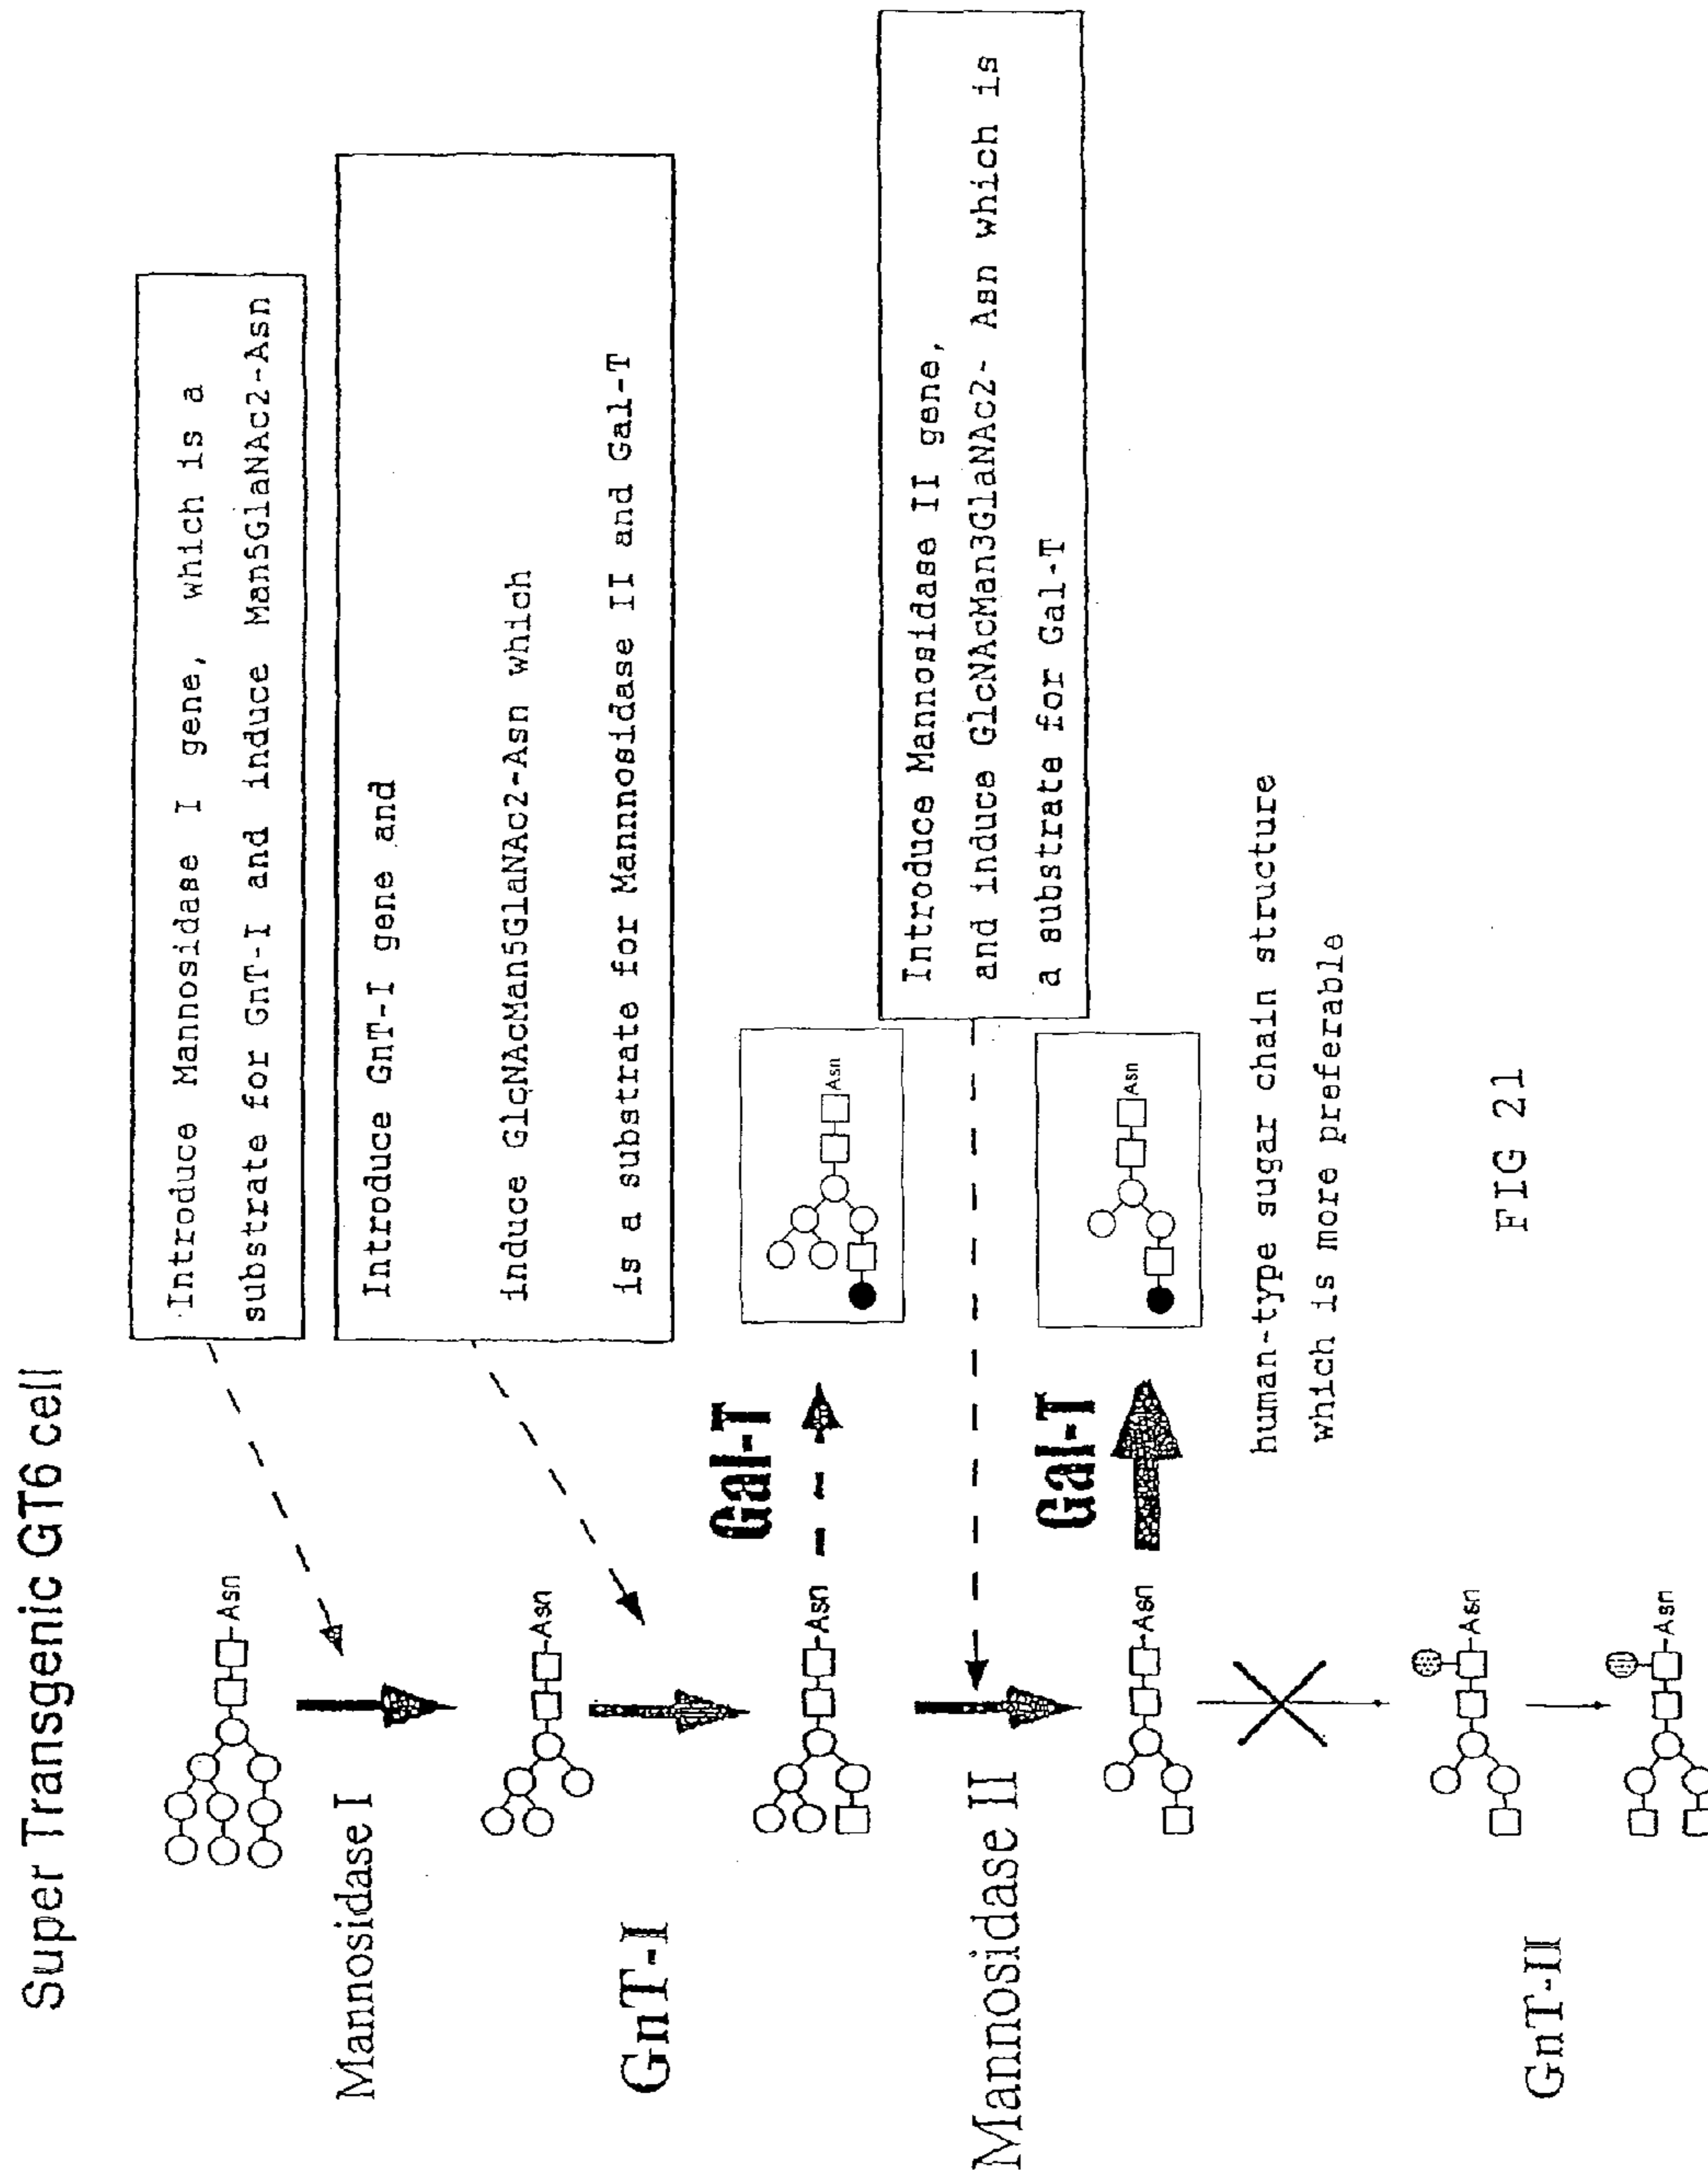 Super Transgenic GT6 cell
Introduce Mannosidase I gene, which is a
substrate for GnT-I and induce Man5GlaNAc2-Asn
Asn
Mannosidase I
Introduce GnT-I gene and
induce GlcNAcMan5GlaNAc2-Asn which
is a substrate for Mannnosidase II and Gal-T
Asn
GnT-I
Gal-T
Asn
Asn
Introduce Mannosidase II gene,
and induce GlcNAcMan3GlaNAc2- Asn which is
a substrate for Gal-T
Mannosidase II
Gal-T
Asn
Asn
human-type sugar chain structure
which is more preferable
Asn
GnT-II
Asn
FIG 21